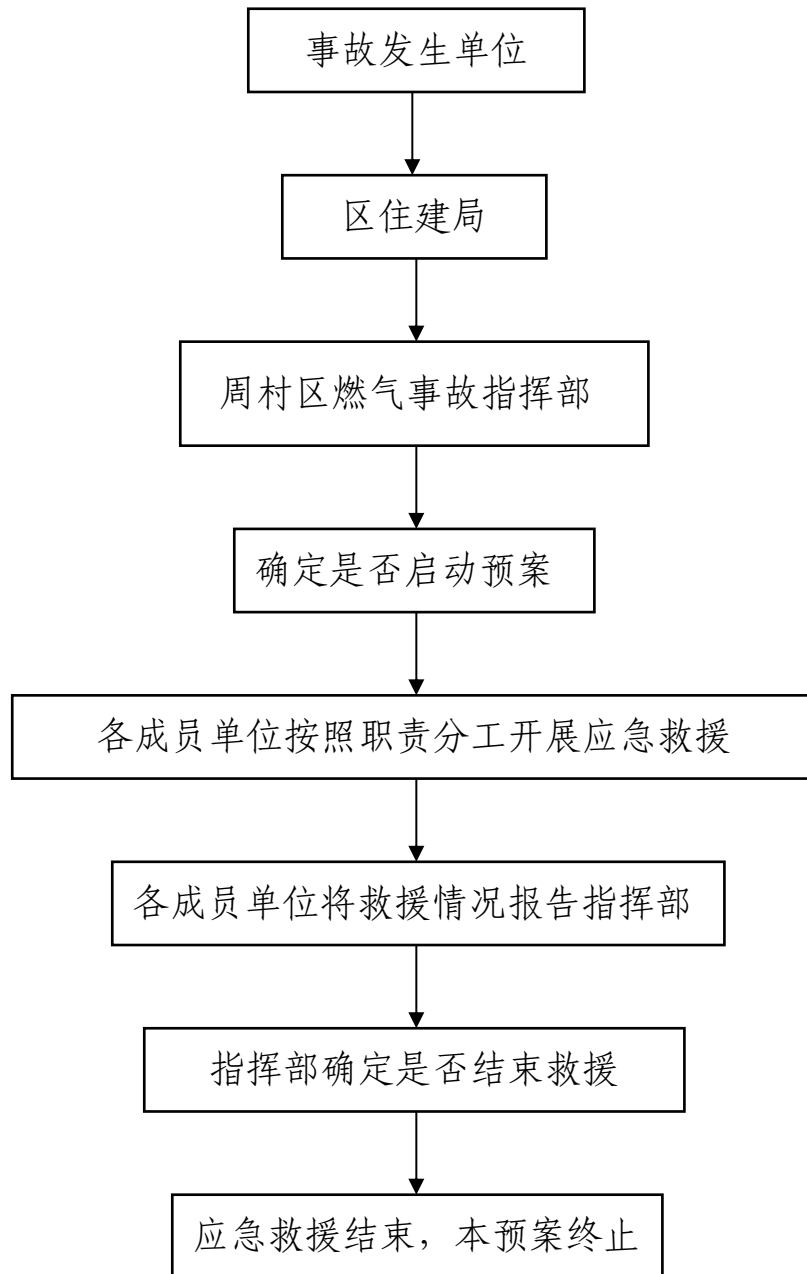 事故发生单位
区住建局
周村区燃气事故指挥部
确定是否启动预案
各成员单位按照职责分工开展应急救援
各成员单位将救援情况报告指挥部
指挥部确定是否结束救援
应急救援结束，本预案终止